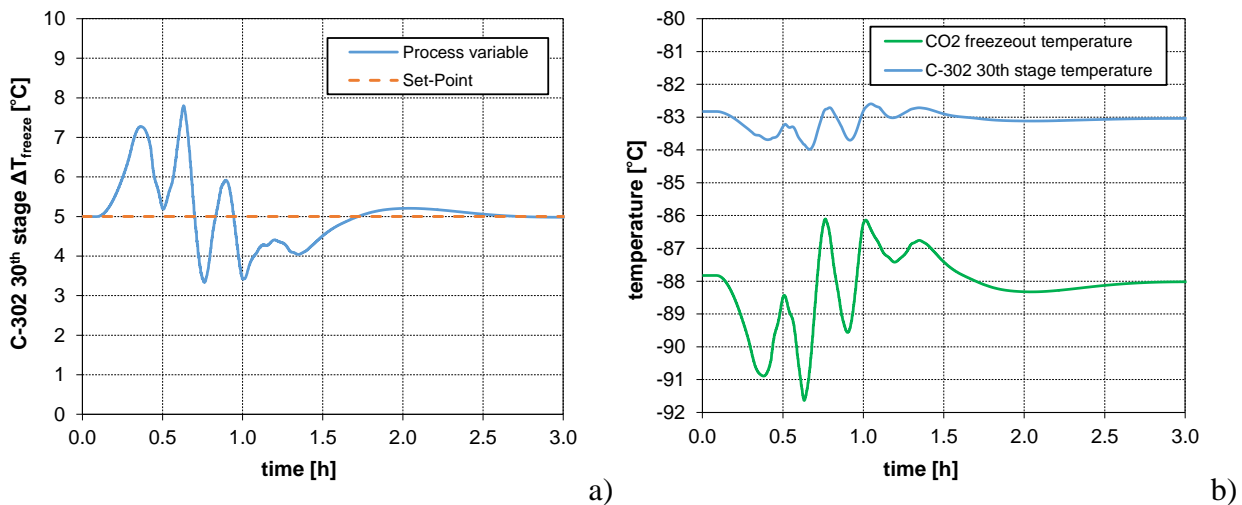 C-302 30th stage ΔTfreeze [°C]
10
9
8
7
6
5
4
3
2
1
0
Process variable
Set-Point
0.0 0.5 1.0 1.5 2.0 2.5 3.0
time [h]
a)
temperature [°C]
-80
-81
-82
-83
-84
-85
-86
-87
-88
-89
-90
-91
-92
CO2 freezeout temperature
C-302 30th stage temperature
0.0 0.5 1.0 1.5 2.0 2.5 3.0
time [h]
b)